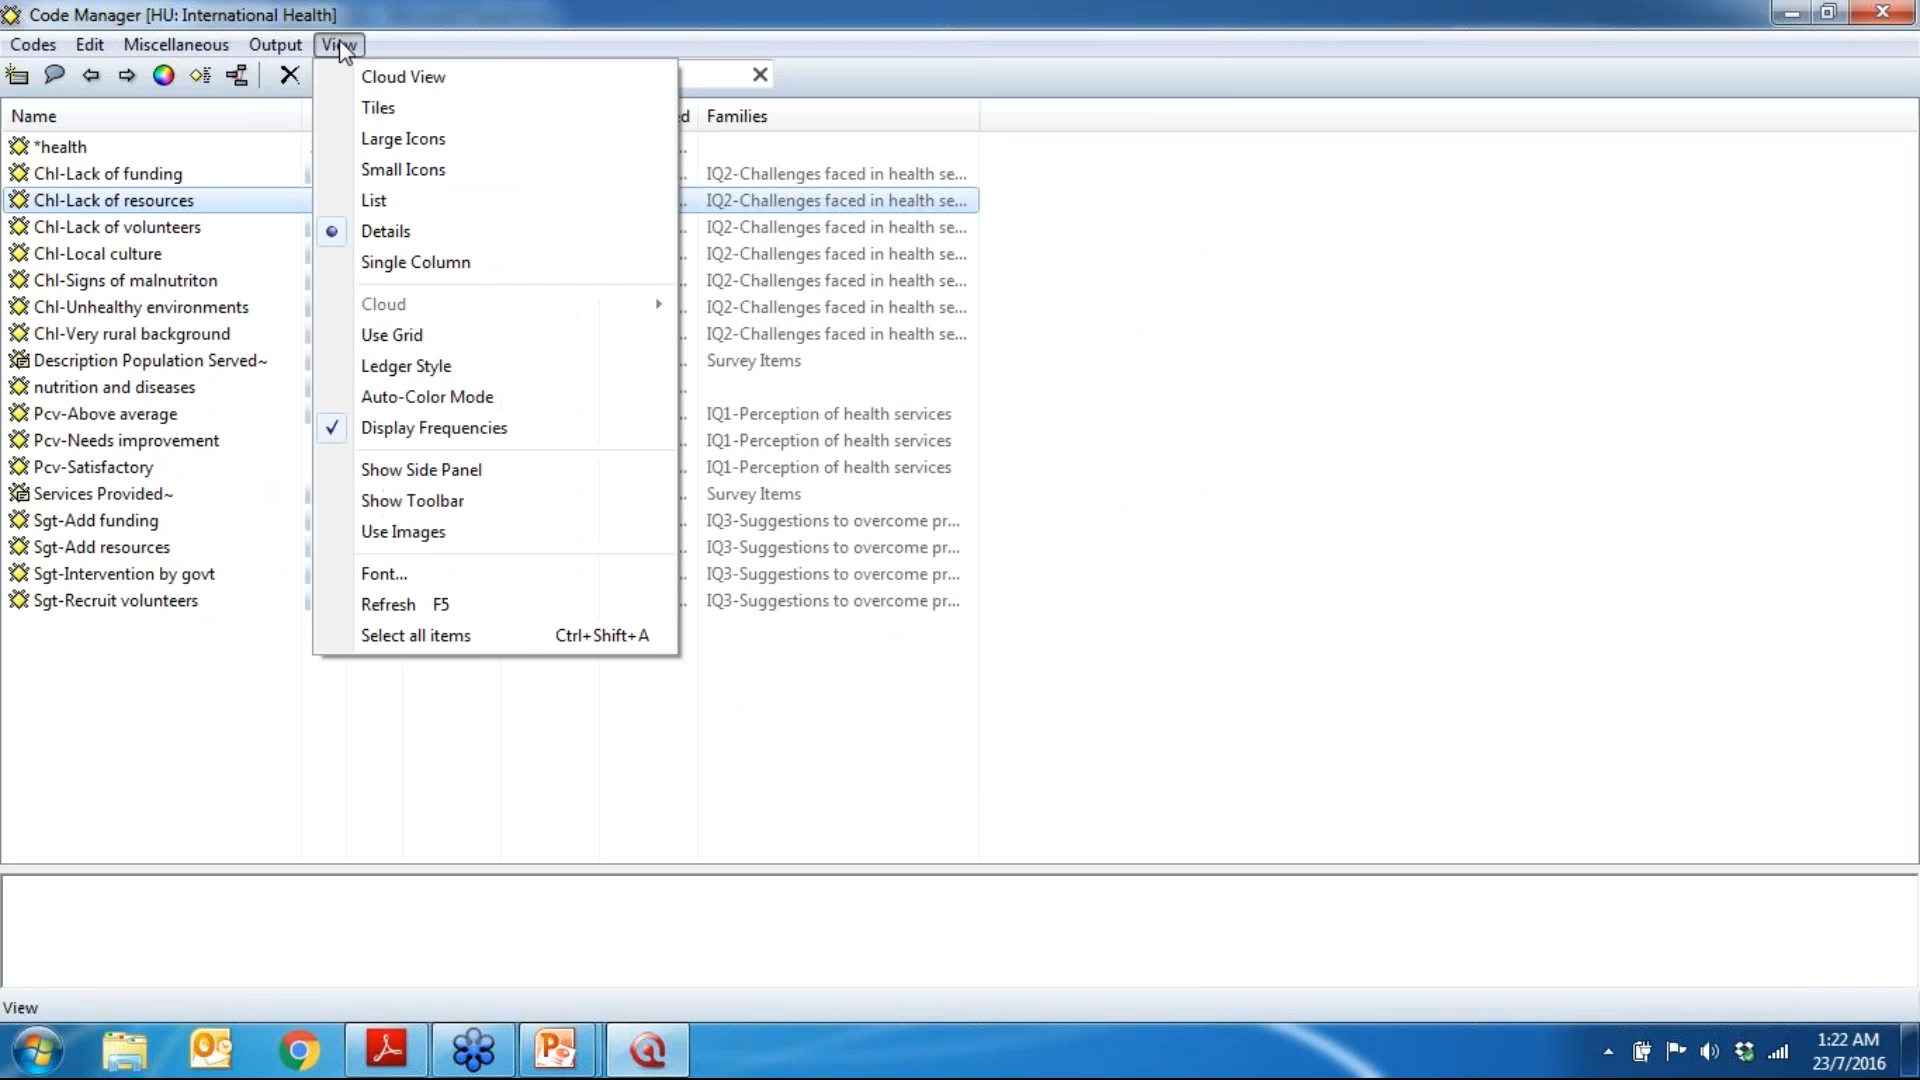 Code Manager [HU: International Health]
Codes Edit Miscellaneous Output View
Name Families
*health
Chl-Lack of funding IQ2-Challenges faced in health se...
Chl-Lack of resources IQ2-Challenges faced in health se...
Chl-Lack of volunteers IQ2-Challenges faced in health se...
Chl-Local culture IQ2-Challenges faced in health se...
Chl-Signs of malnutriton IQ2-Challenges faced in health se...
Chl-Unhealthy environments IQ2-Challenges faced in health se...
Chl-Very rural background IQ2-Challenges faced in health se...
Description Population Served~ Survey Items
nutrition and diseases
Pcv-Above average IQ1-Perception of health services
Pcv-Needs improvement IQ1-Perception of health services
Pcv-Satisfactory IQ1-Perception of health services
Services Provided~ Survey Items
Sgt-Add funding IQ3-Suggestions to overcome pr...
Sgt-Add resources IQ3-Suggestions to overcome pr...
Sgt-Intervention by govt IQ3-Suggestions to overcome pr...
Sgt-Recruit volunteers IQ3-Suggestions to overcome pr...
Cloud View
Tiles
Large Icons
Small Icons
List
Details
Single Column
Cloud
Use Grid
Ledger Style
Auto-Color Mode
Display Frequencies
Show Side Panel
Show Toolbar
Use Images
Font...
Refresh F5
Select all items Ctrl+Shift+A
View
1:22 AM
23/7/2016